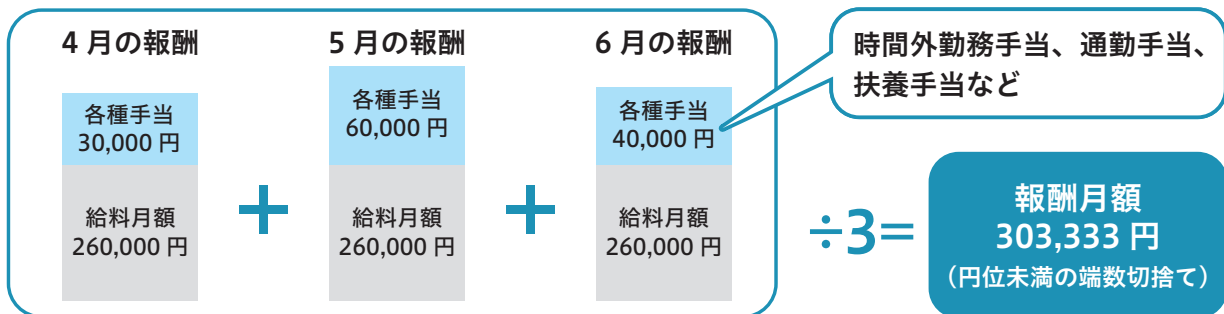 4 月の報酬
各種手当
30,000 円
給料月額
260,000 円
+
5 月の報酬
各種手当
60,000 円
給料月額
260,000 円
+
6 月の報酬
各種手当
40,000 円
給料月額
260,000 円
時間外勤務手当、通勤手当、
扶養手当など
÷3=
報酬月額
303,333 円
（円位未満の端数切捨て）